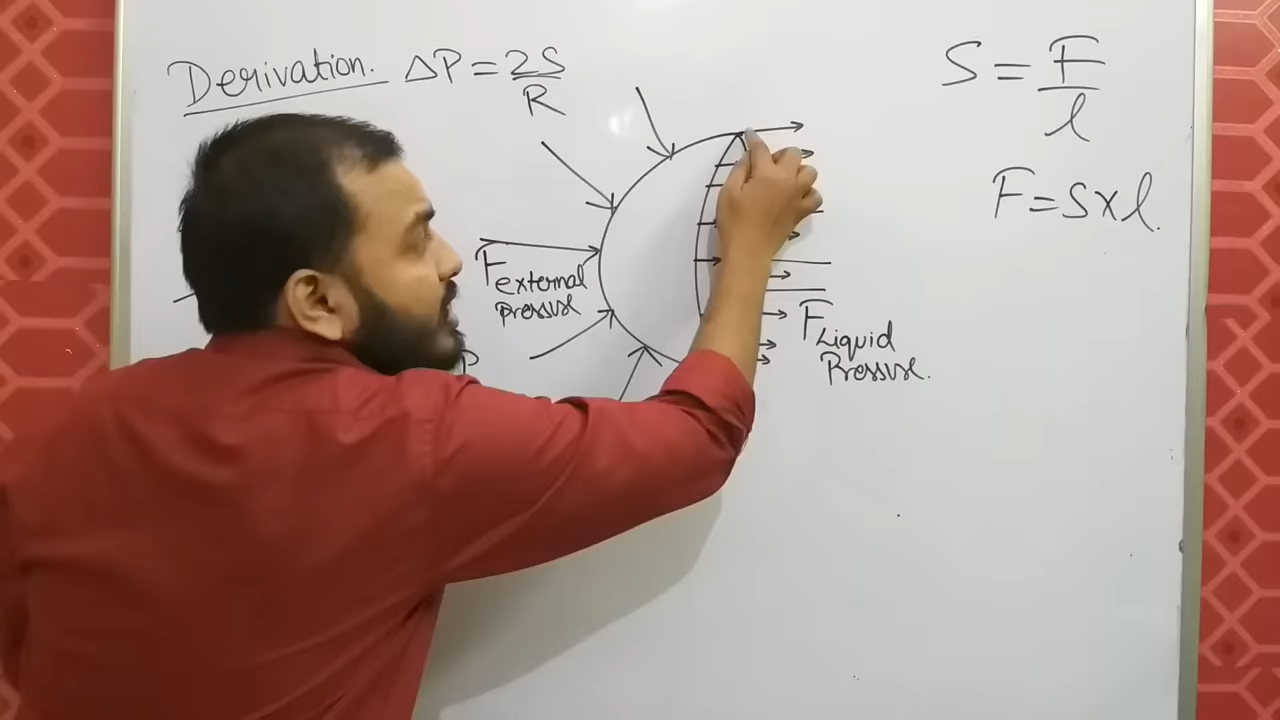 Derivation. ΔP = 2S/R
F external
pressure
P
F Liquid
Pressure.
S = F/l
F = S×l.